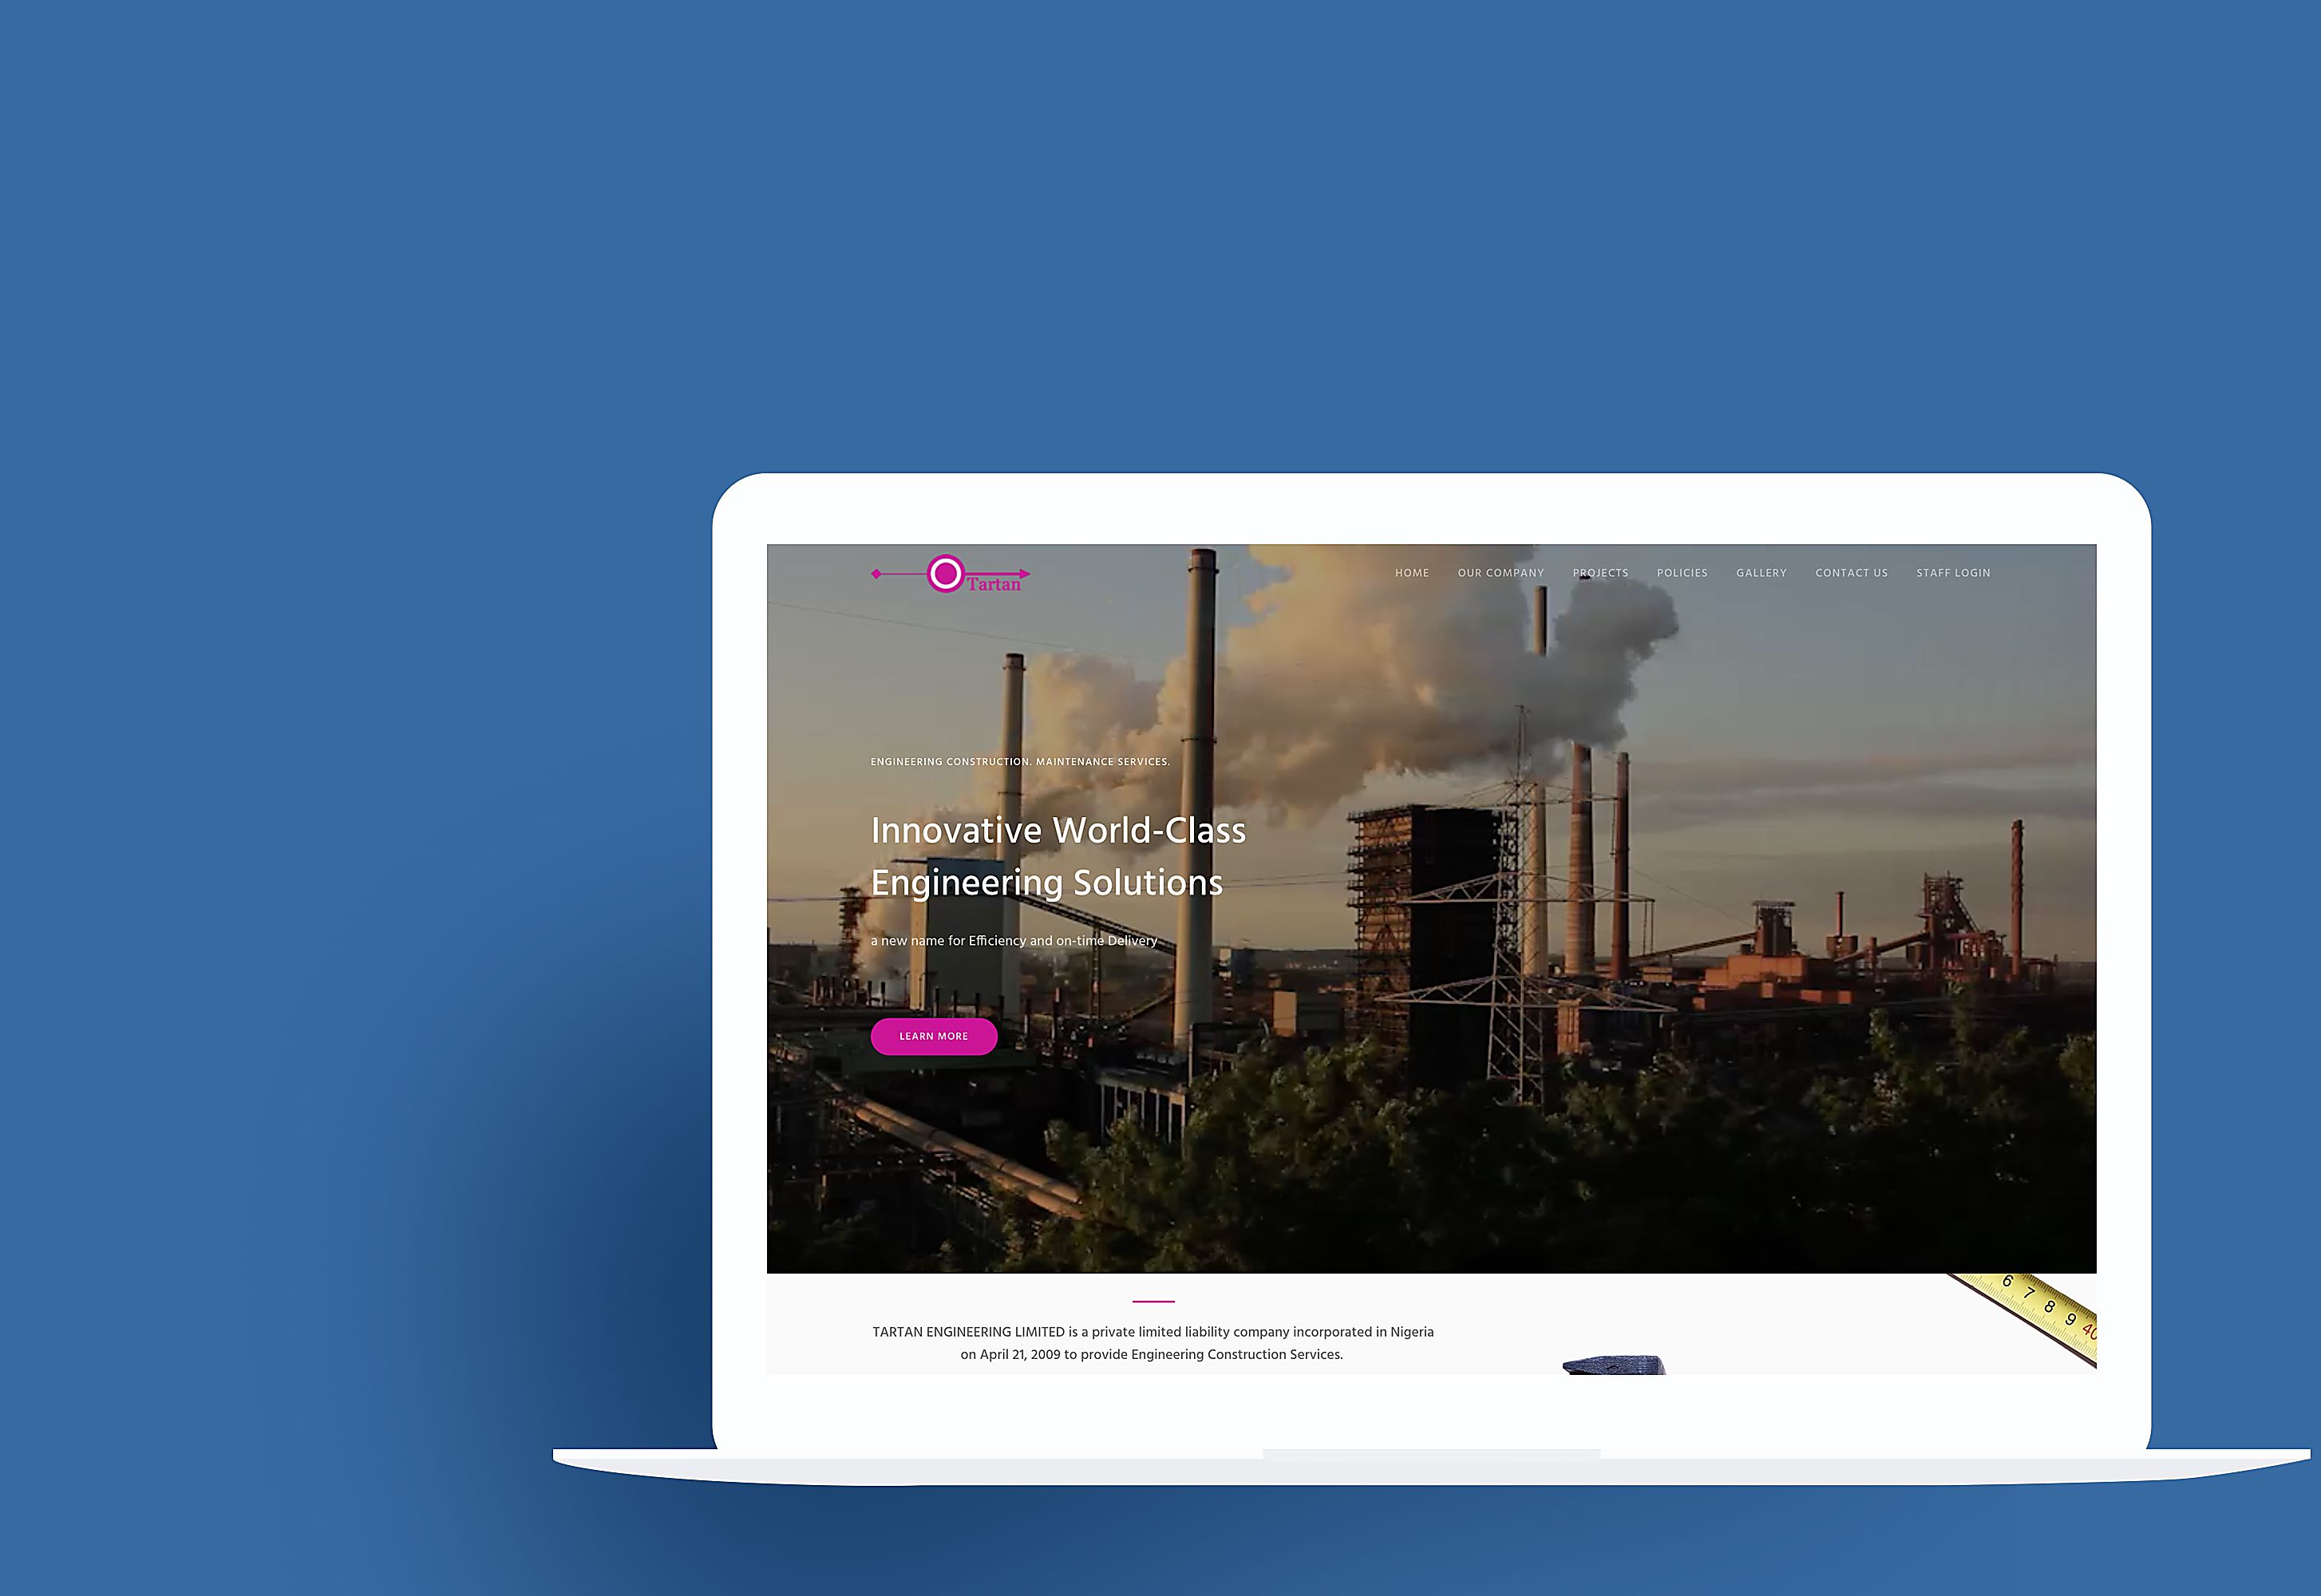 Tartan
HOME OUR COMPANY PROJECTS POLICIES GALLERY CONTACT US STAFF LOGIN
ENGINEERING CONSTRUCTION. MAINTENANCE SERVICES.
Innovative World-Class
Engineering Solutions
a new name for Efficiency and on-time Delivery
LEARN MORE
6 7 8 9 40
TARTAN ENGINEERING LIMITED is a private limited liability company incorporated in Nigeria
on April 21, 2009 to provide Engineering Construction Services.